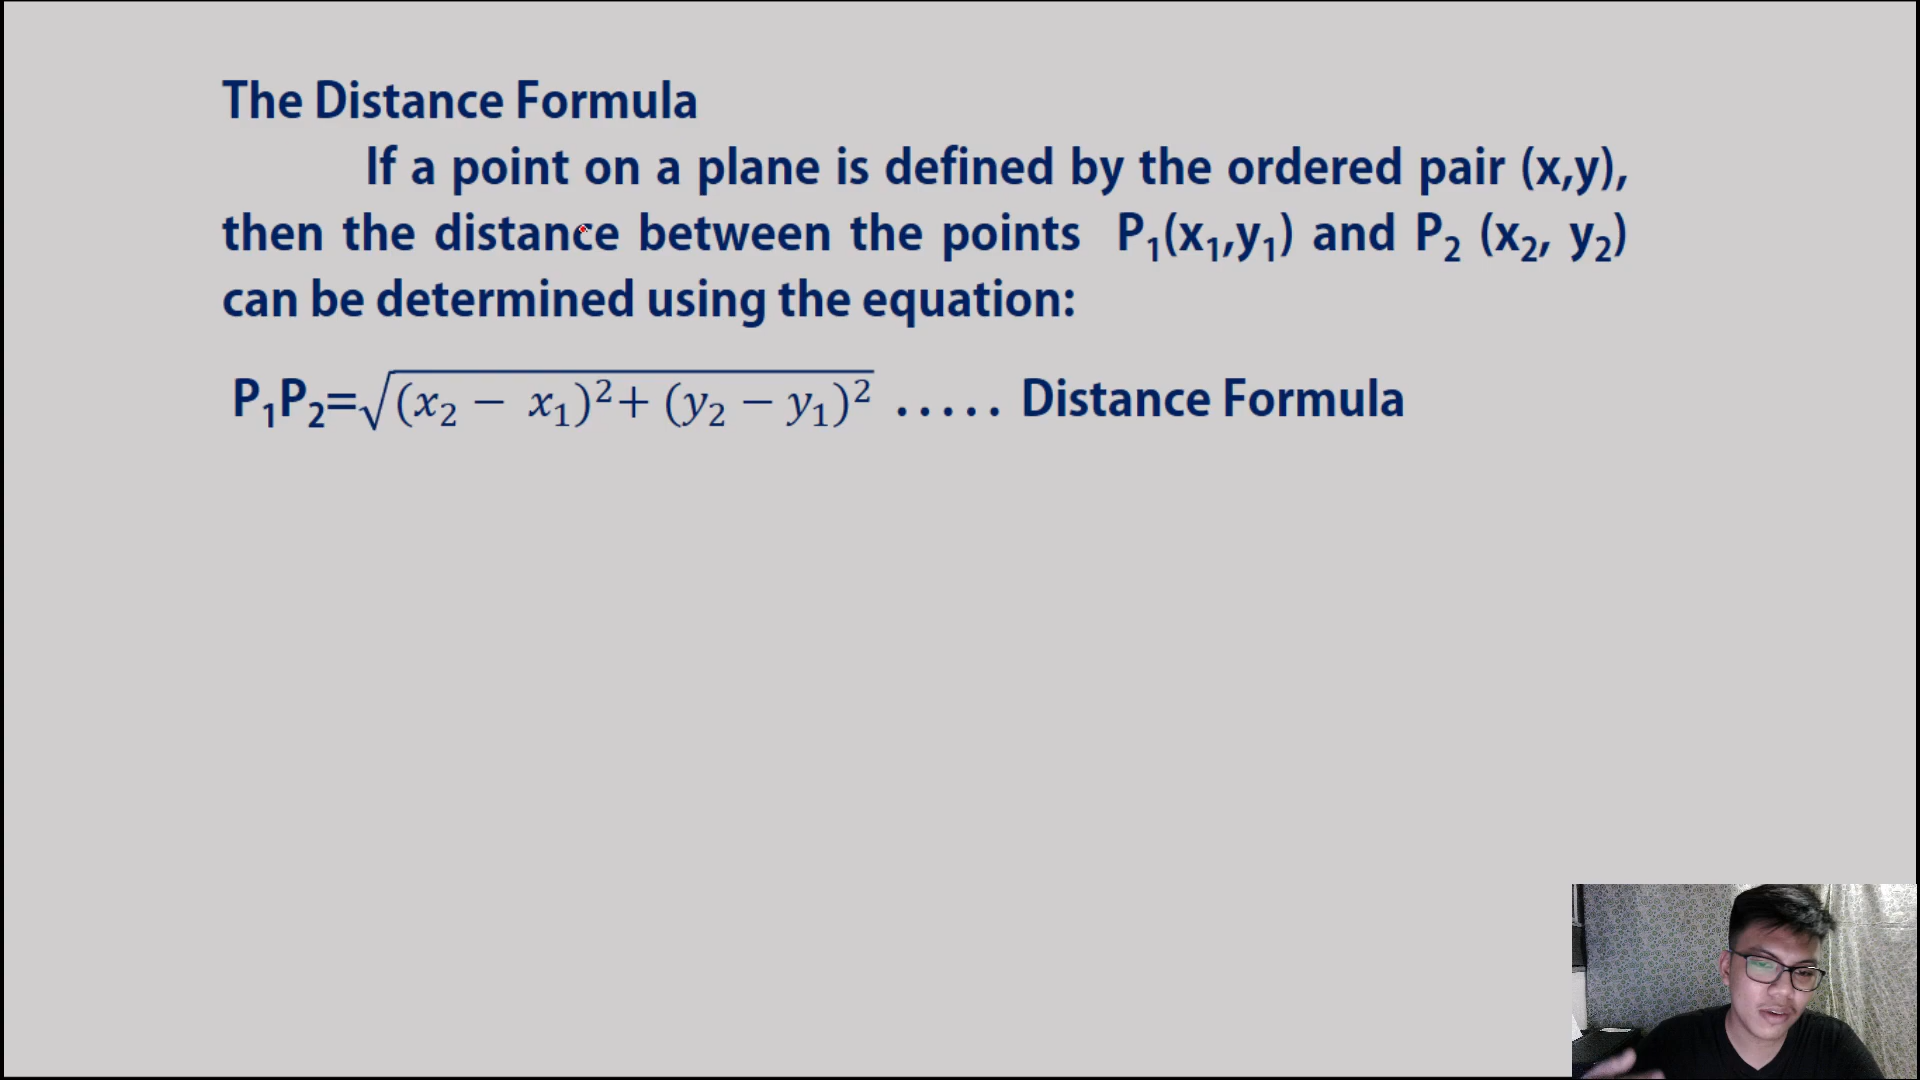 The Distance Formula
If a point on a plane is defined by the ordered pair (x,y),
then the distance between the points P₁(x₁,y₁) and P₂ (x₂, y₂)
can be determined using the equation:
P₁P₂=√(x₂ − x₁)²+ (y₂ − y₁)² ..... Distance Formula